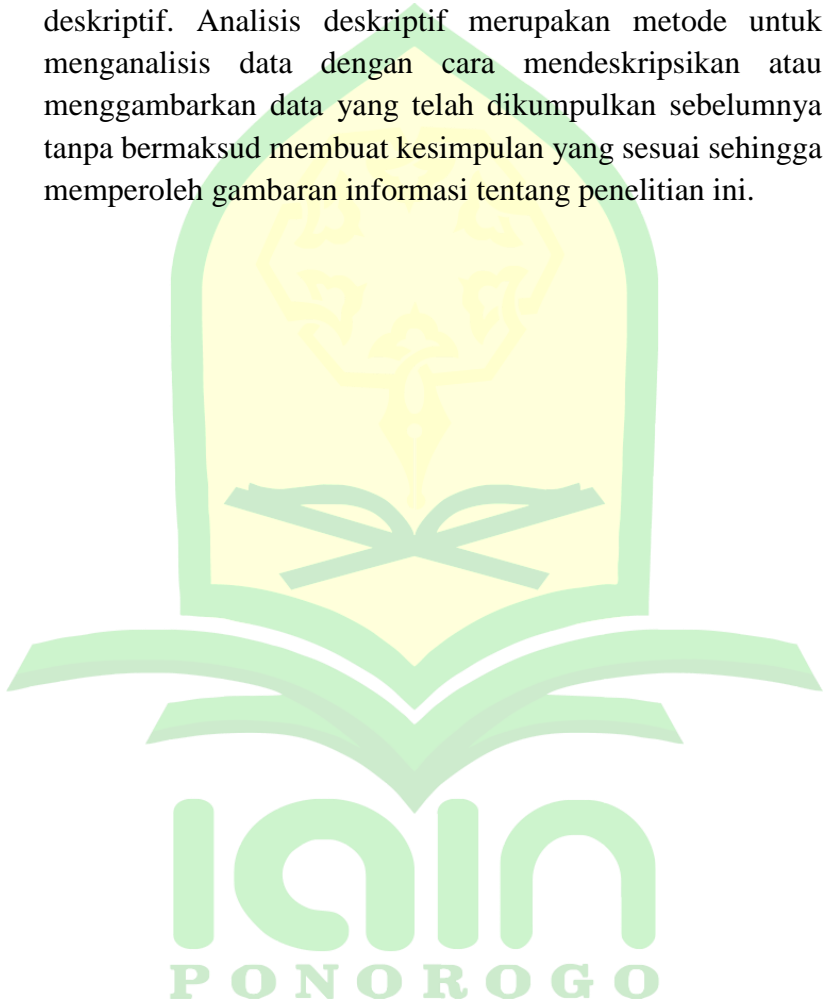 deskriptif. Analisis deskriptif merupakan metode untuk
menganalisis data dengan cara mendeskripsikan atau
menggambarkan data yang telah dikumpulkan sebelumnya
tanpa bermaksud membuat kesimpulan yang sesuai sehingga
memperoleh gambaran informasi tentang penelitian ini.
iain
PONOROGO